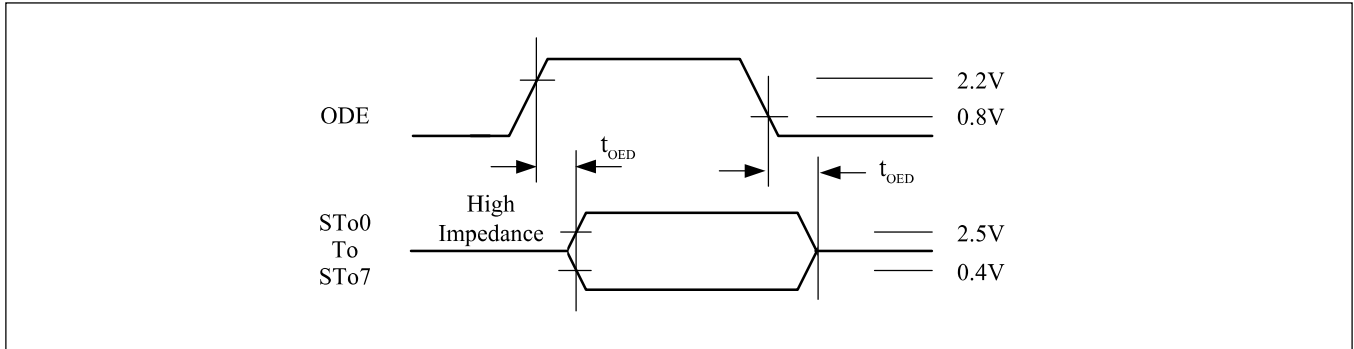 2.2V
ODE
0.8V
tOED
tOED
High
Impedance
STo0
To
STo7
2.5V
0.4V